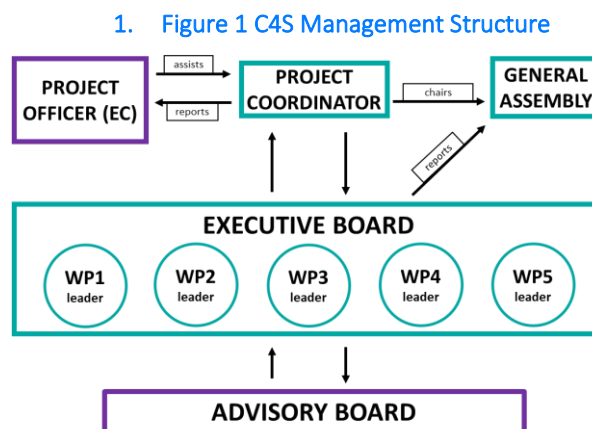 1. Figure 1 C4S Management Structure
PROJECT
OFFICER (EC)
assists
reports
PROJECT
COORDINATOR
chairs
GENERAL
ASSEMBLY
reports
EXECUTIVE BOARD
WP1
leader
WP2
leader
WP3
leader
WP4
leader
WP5
leader
ADVISORY BOARD